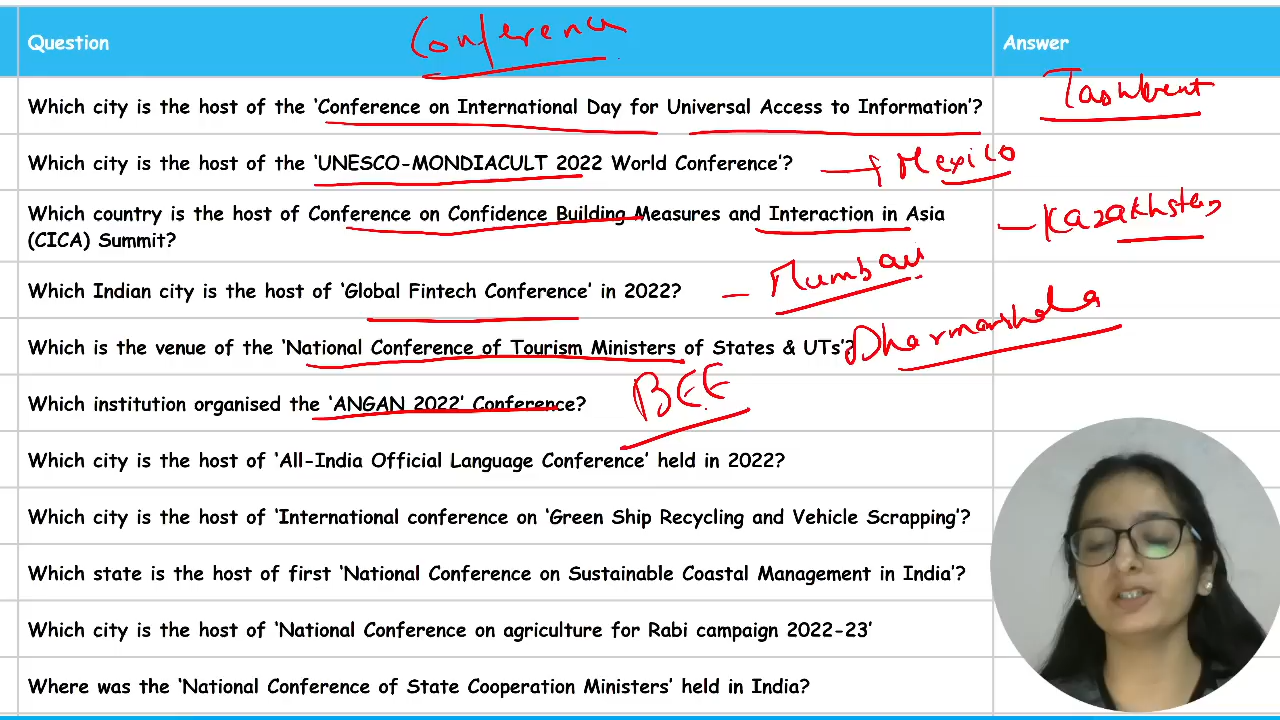 Question
Conference
Answer
Which city is the host of the ‘Conference on International Day for Universal Access to Information’?
Tashkent
Which city is the host of the ‘UNESCO-MONDIACULT 2022 World Conference’?
Mexico
Which country is the host of Conference on Confidence Building Measures and Interaction in Asia
(CICA) Summit?
Kazakhstan
Which Indian city is the host of ‘Global Fintech Conference’ in 2022?
Mumbai
Which is the venue of the ‘National Conference of Tourism Ministers of States & UTs’?
Dharmarshala
Which institution organised the ‘ANGAN 2022’ Conference?
BEE
Which city is the host of ‘All-India Official Language Conference’ held in 2022?
Which city is the host of ‘International conference on ‘Green Ship Recycling and Vehicle Scrapping’?
Which state is the host of first ‘National Conference on Sustainable Coastal Management in India’?
Which city is the host of ‘National Conference on agriculture for Rabi campaign 2022-23’
Where was the ‘National Conference of State Cooperation Ministers’ held in India?